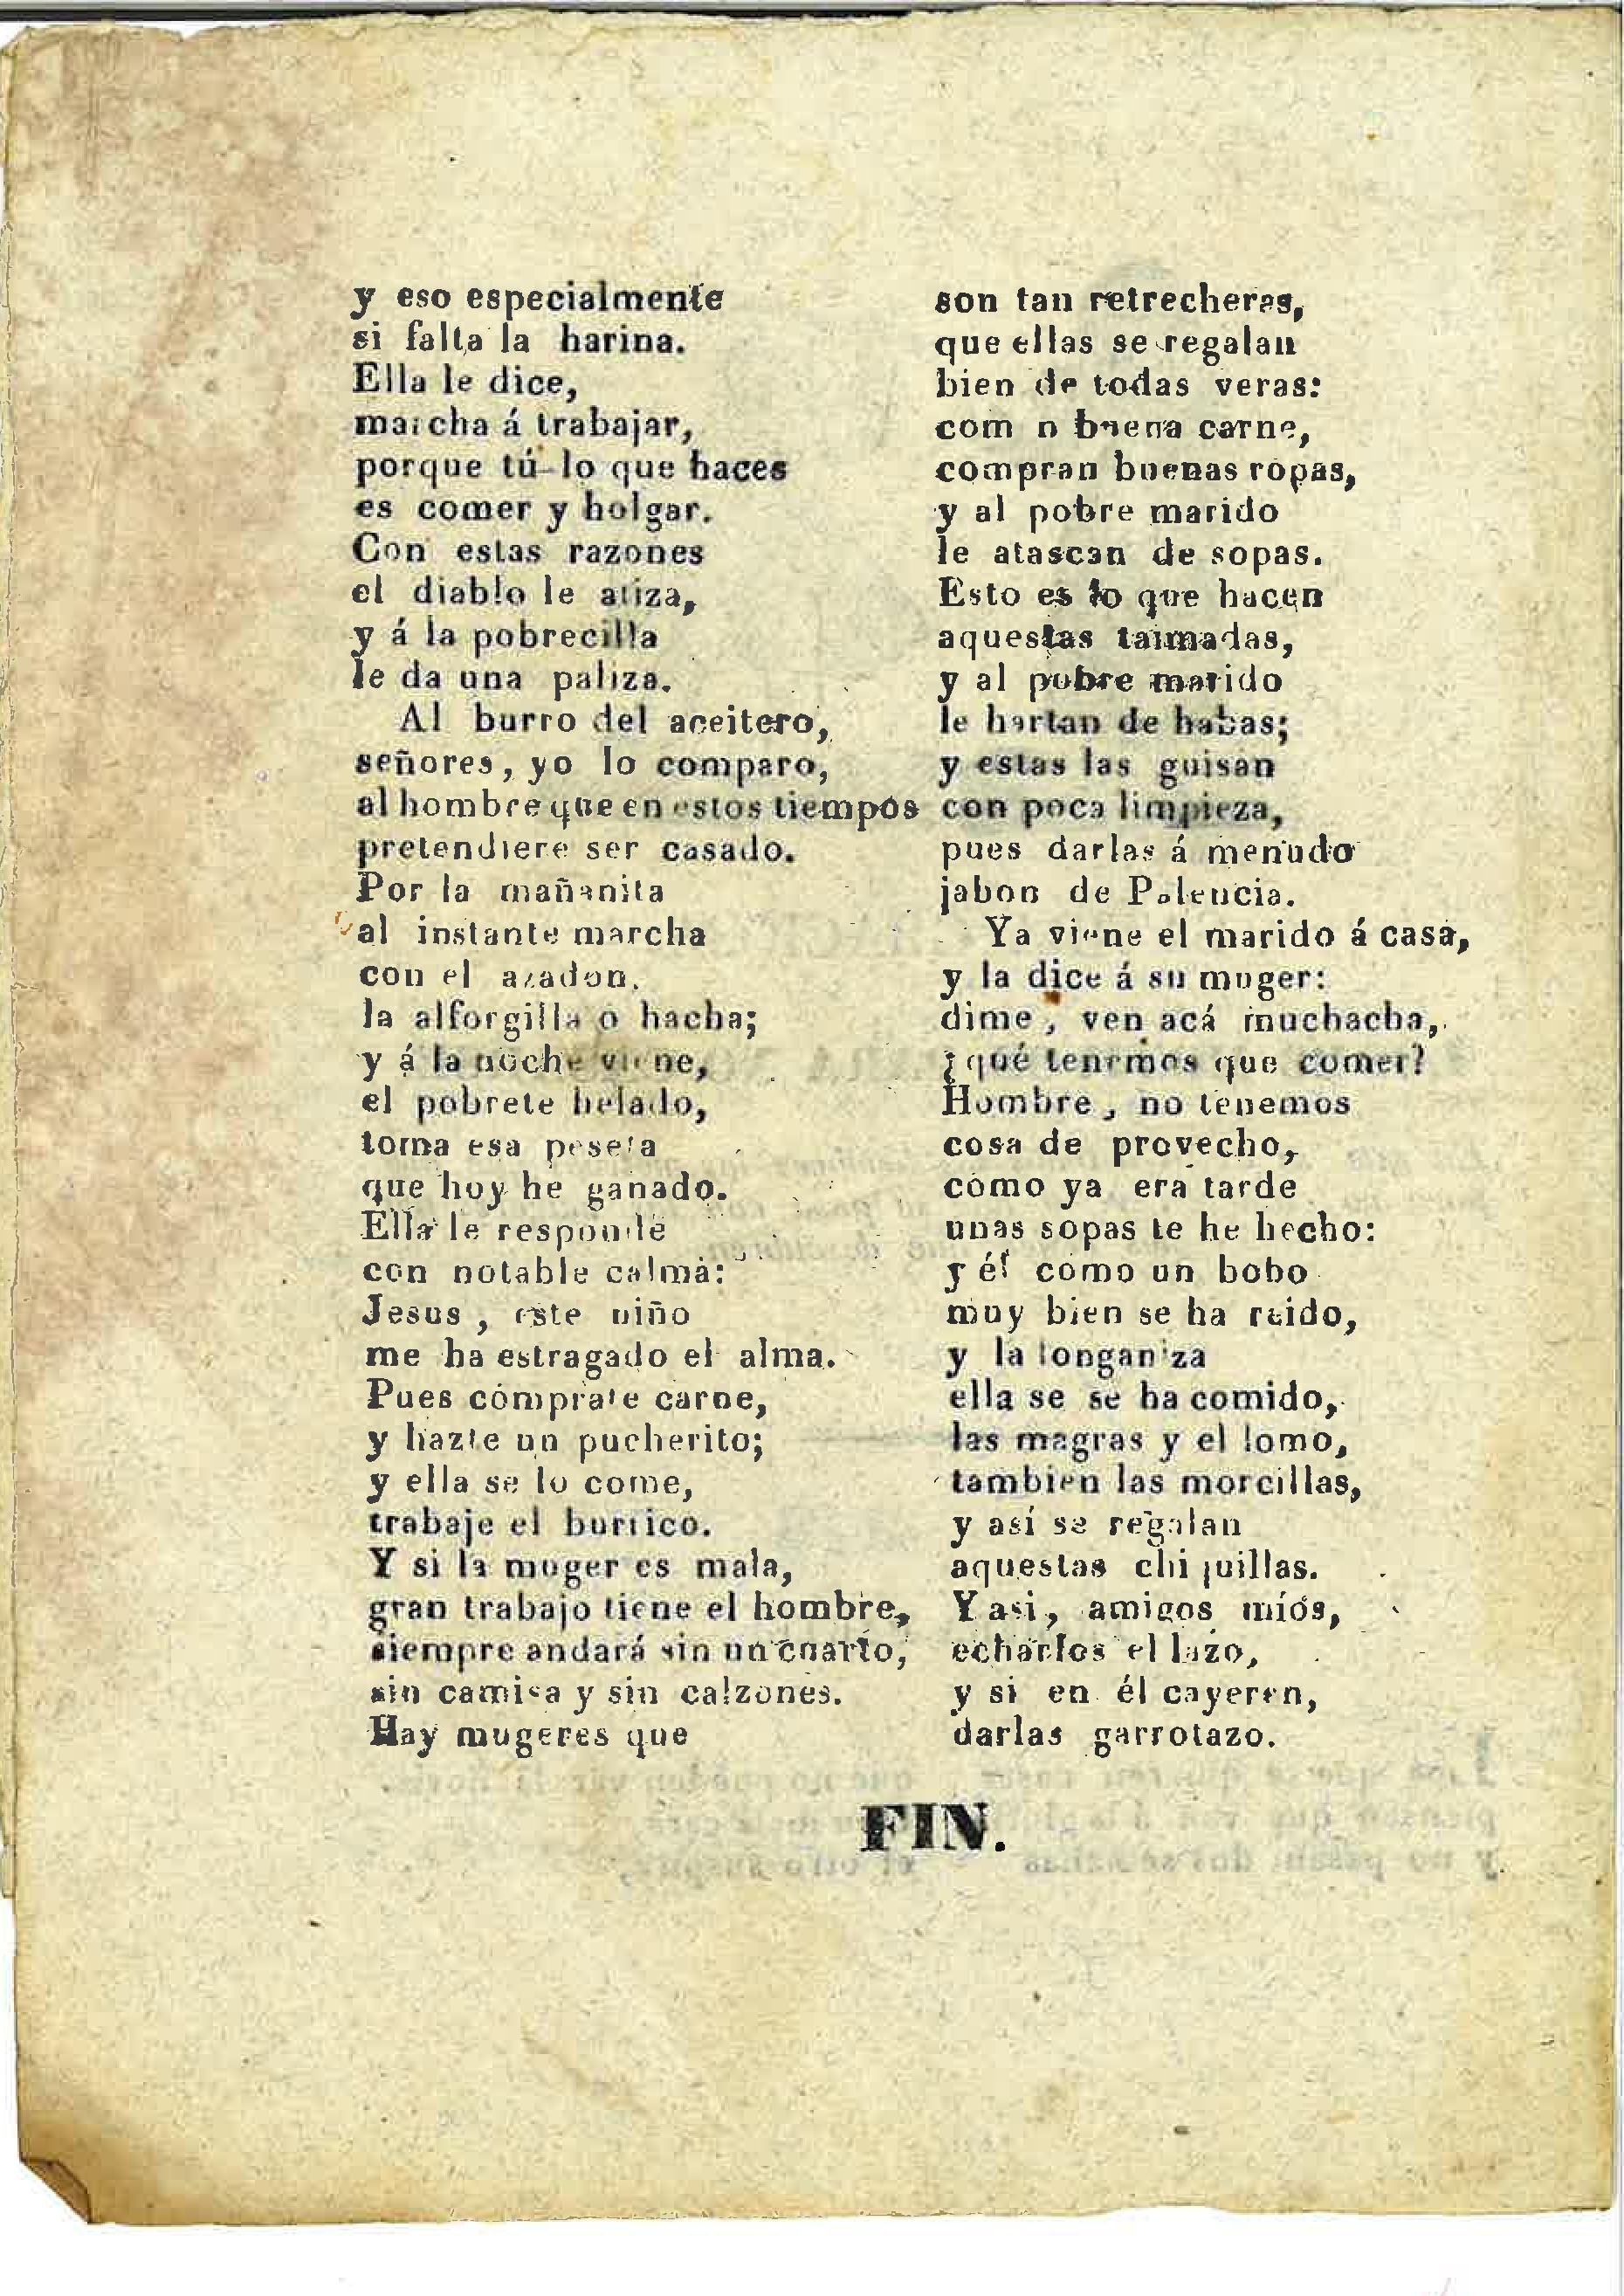 y eso especialmente
si falta la harina.
Ella le dice,
marcha á trabajar,
porque tú lo que haces
es comer y holgar.
Con estas razones
el diablo le atiza,
y á la pobrecilla
le da una paliza.
Al burro del aceitero,
señores, yo lo comparo,
al hombre que en estos tiempos
pretendiere ser casado.
Por la mañanita
al instante marcha
con el azadon,
la alforgilla o hacha;
y á la noche viene,
el pobrete helado,
toma esa peseta
que hoy he ganado.
Ella le responde
con notable calma:
Jesus, este niño
me ha estragado el alma.
Pues cómprate carne,
y hazte un pucherito;
y ella se lo come,
trabaje el burrico.
Y si la muger es mala,
gran trabajo tiene el hombre,
siempre andará sin un cuarto,
sin camisa y sin calzones.
Hay mugeres que
son tan retrecheras,
que ellas se regalan
bien de todas veras:
com n buena carne,
compran buenas ropas,
y al pobre marido
le atascan de sopas.
Esto es lo que hacen
aquestas taimadas,
y al pobre marido
le hartan de habas;
y estas las guisan
con poca limpieza,
pues darlas á menudo
jabon de Palencia.
Ya viene el marido á casa,
y la dice á su muger:
dime, ven acá muchacha,
¿qué tenemos que comer?
Hombre, no tenemos
cosa de provecho,
como ya era tarde
unas sopas te he hecho:
y él como un bobo
muy bien se ha reido,
y la longaniza
ella se se ha comido,
las magras y el lomo,
tambien las morcillas,
y así se regalan
aquestas chiquillas.
Y asi, amigos míos,
echarlos el lazo,
y si en él cayeren,
darlas garrotazo.
FIN.